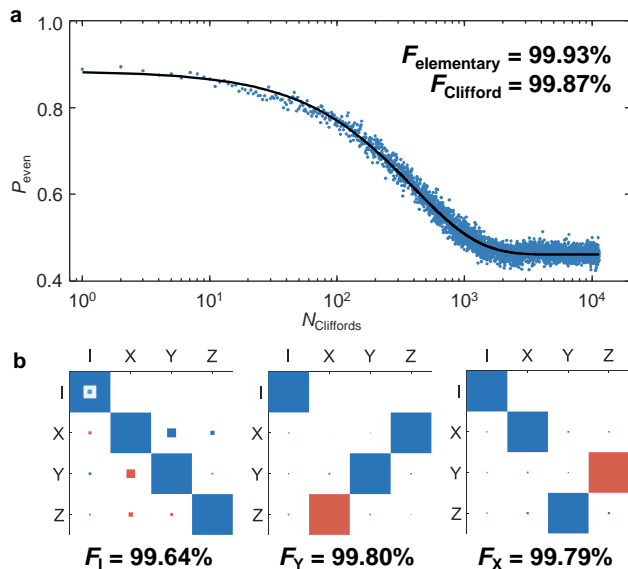 a
F_elementary = 99.93%
F_Clifford = 99.87%
1.0
0.8
0.6
0.4
P_even
10^0 10^1 10^2 10^3 10^4
N_Cliffords
b
I X Y Z I X Y Z I X Y Z
I I I
X X X
Y Y Y
Z Z Z
F_I = 99.64% F_Y = 99.80% F_X = 99.79%